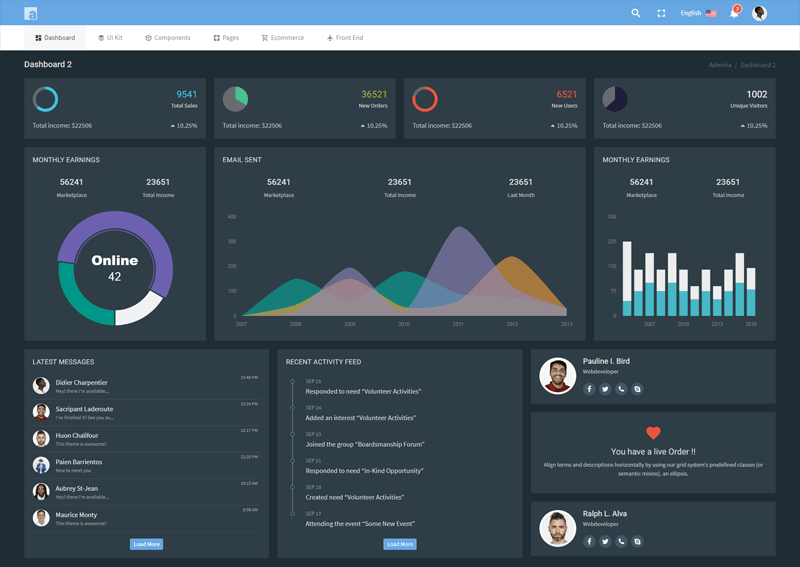 a
English
3
Dashboard
UI Kit
Components
Pages
Ecommerce
Front End
Dashboard 2
Admiria / Dashboard 2
9541
Total Sales
Total income: $22506
10.25%
36521
New Orders
Total income: $22506
10.25%
6521
New Users
Total income: $22506
10.25%
1002
Unique Visitors
Total income: $22506
10.25%
MONTHLY EARNINGS
56241
Marketplace
23651
Total Income
Online
42
EMAIL SENT
56241
Marketplace
23651
Total Income
23651
Last Month
400
300
200
100
0
2007
2008
2009
2010
2011
2012
2013
MONTHLY EARNINGS
56241
Marketplace
23651
Total Income
300
225
150
75
0
2007
2010
2013
2016
LATEST MESSAGES
Didier Charpentier
13:40 PM
Hey! there I'm available...
Sacripant Laderoute
13:34 PM
I've finished it! See you so...
Huon Chalifour
13:17 PM
This theme is awesome!
Paien Barrientos
12:20 PM
Nice to meet you
Aubrey St-Jean
10:15 AM
Hey! there I'm available...
Maurice Monty
9:56 AM
This theme is awesome!
Load More
RECENT ACTIVITY FEED
SEP 25
Responded to need “Volunteer Activities”
SEP 24
Added an interest “Volunteer Activities”
SEP 23
Joined the group “Boardsmanship Forum”
SEP 21
Responded to need “In-Kind Opportunity”
SEP 18
Created need “Volunteer Activities”
SEP 17
Attending the event “Some New Event”
Load More
Pauline I. Bird
Webdeveloper
You have a live Order !!
Align terms and descriptions horizontally by using our grid system's predefined classes (or
semantic mixins), an ellipsis.
Ralph L. Alva
Webdeveloper